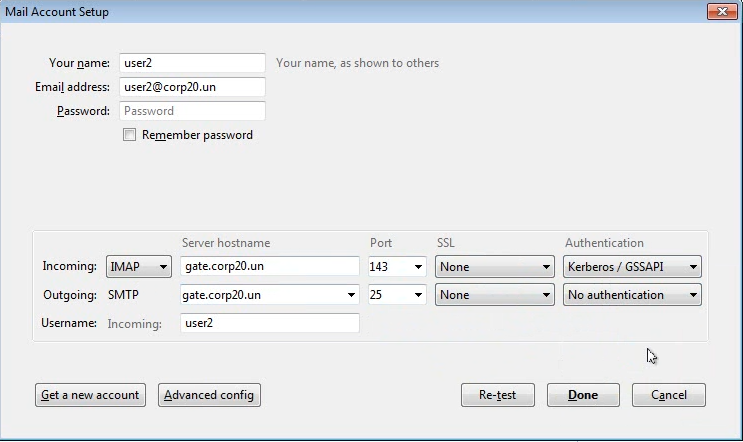 Mail Account Setup
Your name: user2 Your name, as shown to others
Email address: user2@corp20.un
Password: Password
Remember password
Server hostname Port SSL Authentication
Incoming: IMAP gate.corp20.un 143 None Kerberos / GSSAPI
Outgoing: SMTP gate.corp20.un 25 None No authentication
Username: Incoming: user2
Get a new account Advanced config Re-test Done Cancel